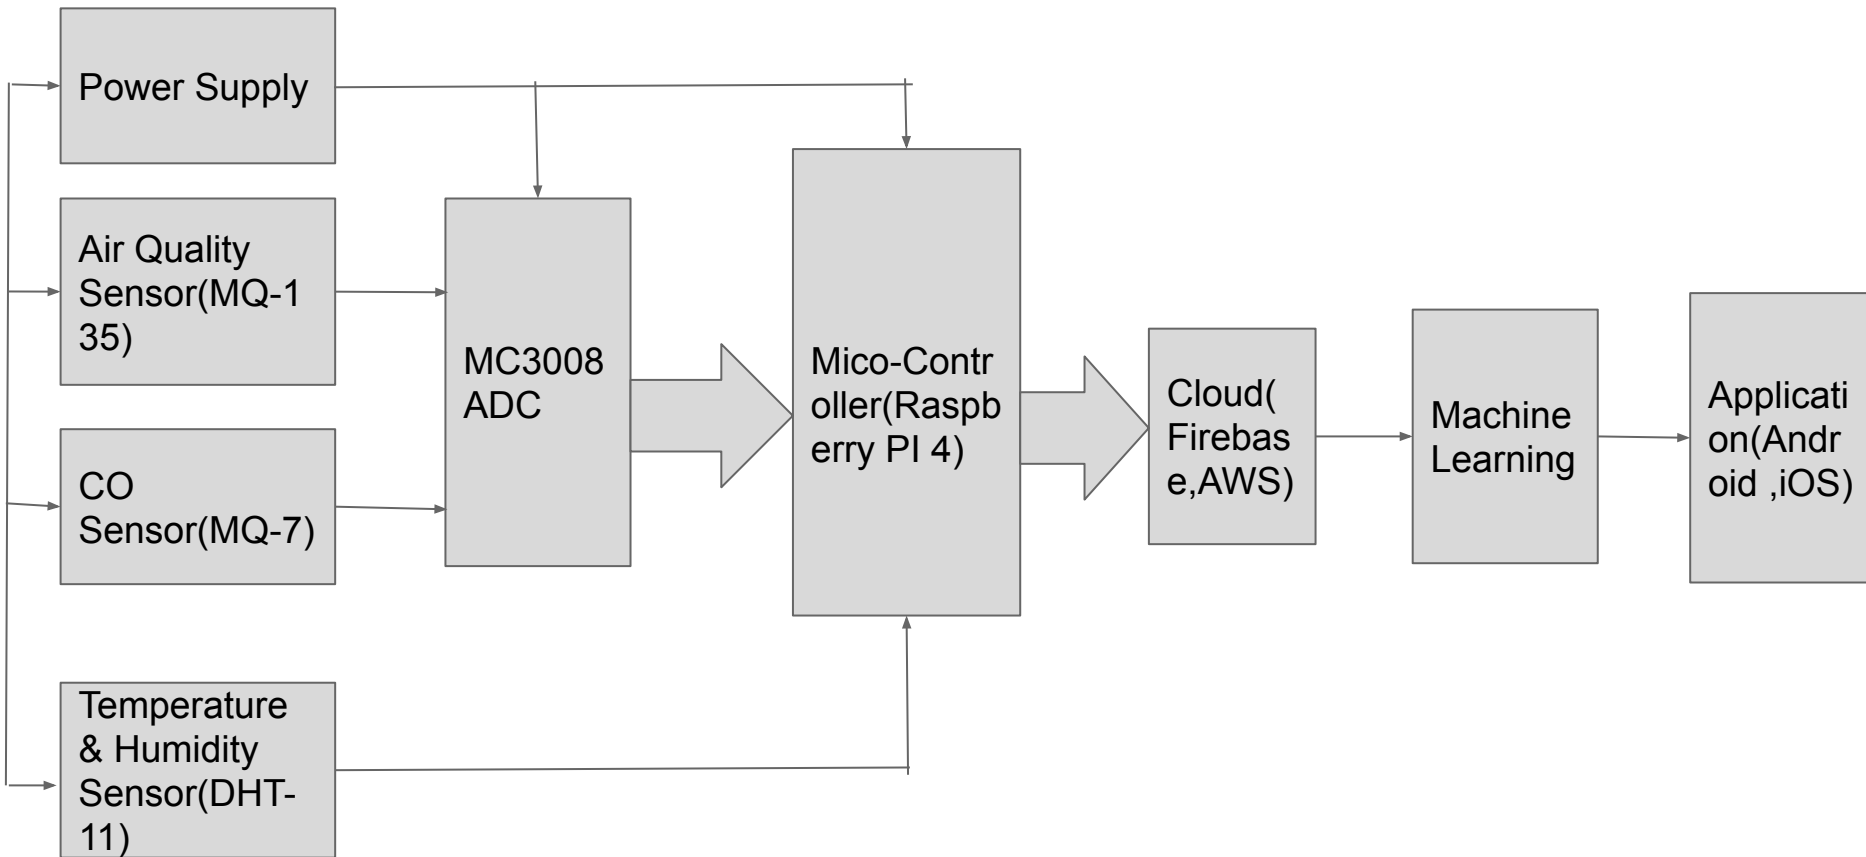 Power Supply
Air Quality
Sensor(MQ-1
35)
CO
Sensor(MQ-7)
Temperature
& Humidity
Sensor(DHT-
11)
MC3008
ADC
Mico-Contr
oller(Raspb
erry PI 4)
Cloud(
Firebas
e,AWS)
Machine
Learning
Applicati
on(Andr
oid ,iOS)